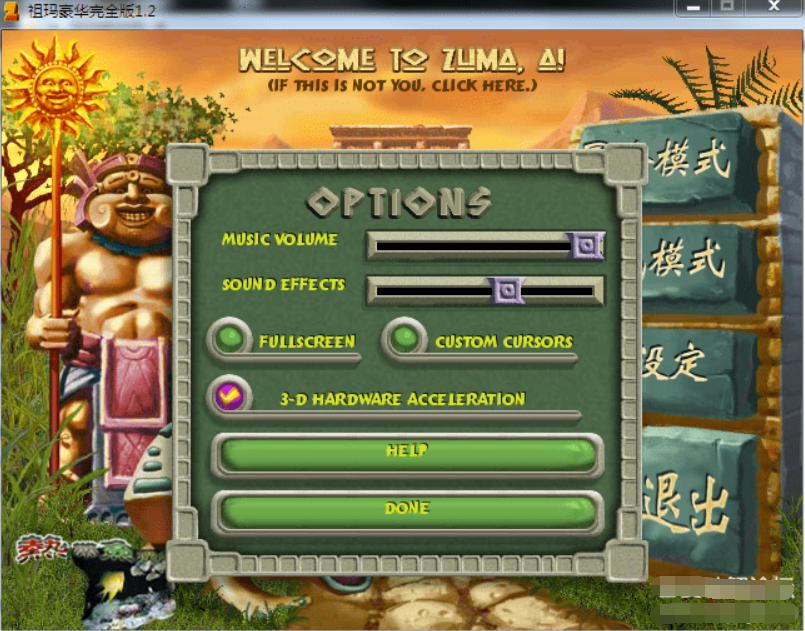 祖玛豪华完全版1.2
WELCOME TO ZUMA, A!
(IF THIS IS NOT YOU, CLICK HERE.)
模式
OPTIONS
MUSIC VOLUME
模式
SOUND EFFECTS
FULLSCREEN
CUSTOM CURSORS
设定
3-D HARDWARE ACCELERATION
HELP
退出
DONE